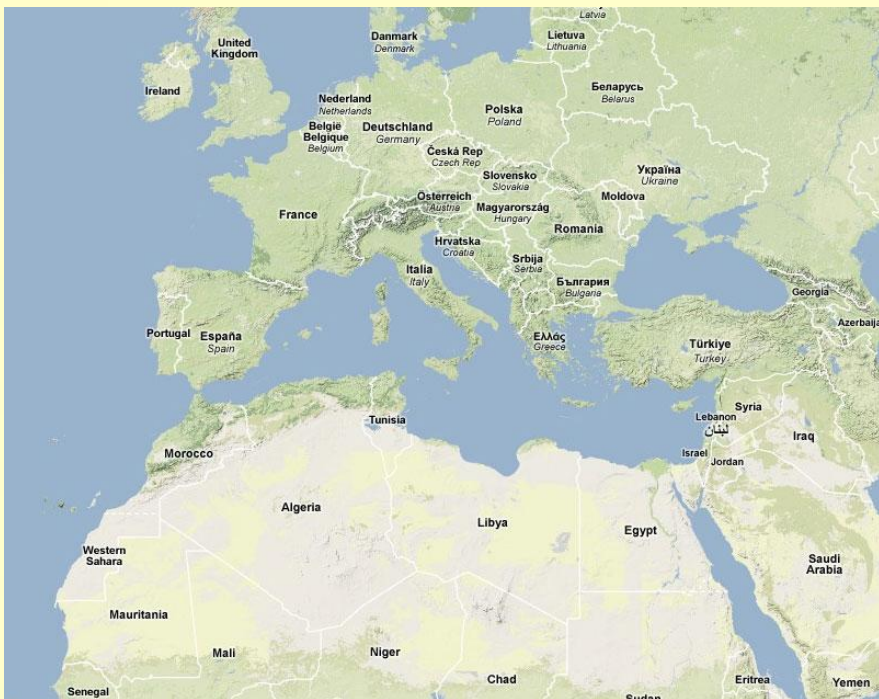 Latvia
Danmark
Denmark
Lietuva
Lithuania
United
Kingdom
Ireland
Беларусь
Belarus
Nederland
Netherlands
Polska
Poland
België
Belgique
Belgium
Deutschland
Germany
Česká Rep
Czech Rep
Україна
Ukraine
Slovensko
Slovakia
Österreich
Austria
Moldova
Magyarország
Hungary
France
Romania
Hrvatska
Croatia
Srbija
Serbia
Italia
Italy
България
Bulgaria
Georgia
Azerbaija
Portugal
España
Spain
Ελλάς
Greece
Türkiye
Turkey
Tunisia
Lebanon
لبنان
Syria
Iraq
Morocco
Israel
Jordan
Algeria
Libya
Egypt
Western
Sahara
Saudi
Arabia
Mauritania
Mali
Niger
Chad
Eritrea
Yemen
Senegal
Sudan